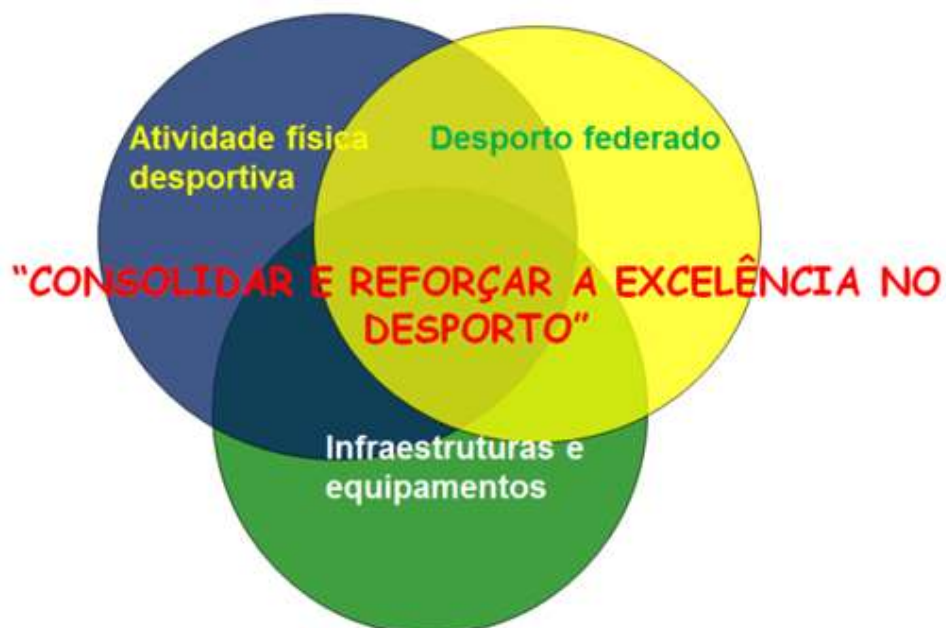 Atividade física
desportiva
Desporto federado
“CONSOLIDAR E REFORÇAR A EXCELÊNCIA NO
DESPORTO”
Infraestruturas e
equipamentos